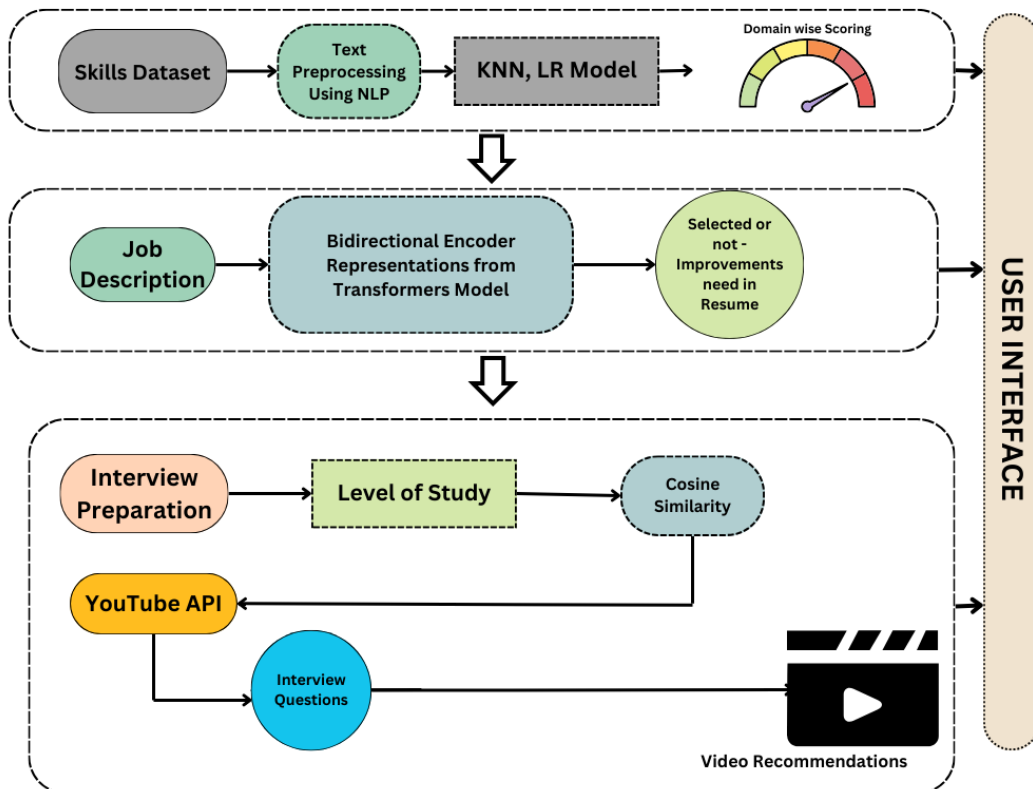 Domain wise Scoring
Skills Dataset
Text
Preprocessing
Using NLP
KNN, LR Model
Job
Description
Bidirectional Encoder
Representations from
Transformers Model
Selected or
not -
Improvements
need in
Resume
USER INTERFACE
Interview
Preparation
Level of Study
Cosine
Similarity
YouTube API
Interview
Questions
Video Recommendations